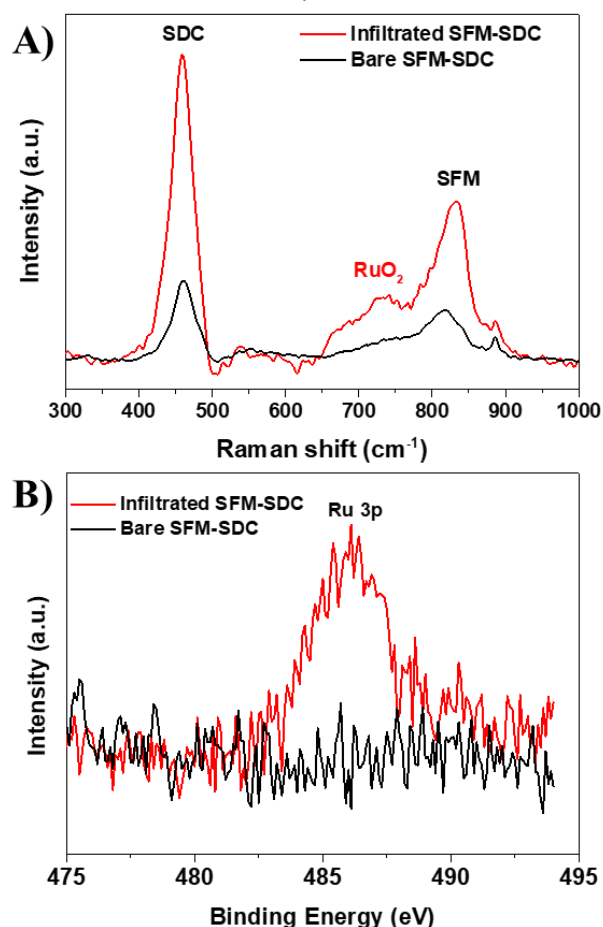 A)
SDC
Infiltrated SFM-SDC
Bare SFM-SDC
SFM
RuO₂
Intensity (a.u.)
300 400 500 600 700 800 900 1000
Raman shift (cm⁻¹)
B)
Infiltrated SFM-SDC
Bare SFM-SDC
Ru 3p
Intensity (a.u.)
475 480 485 490 495
Binding Energy (eV)